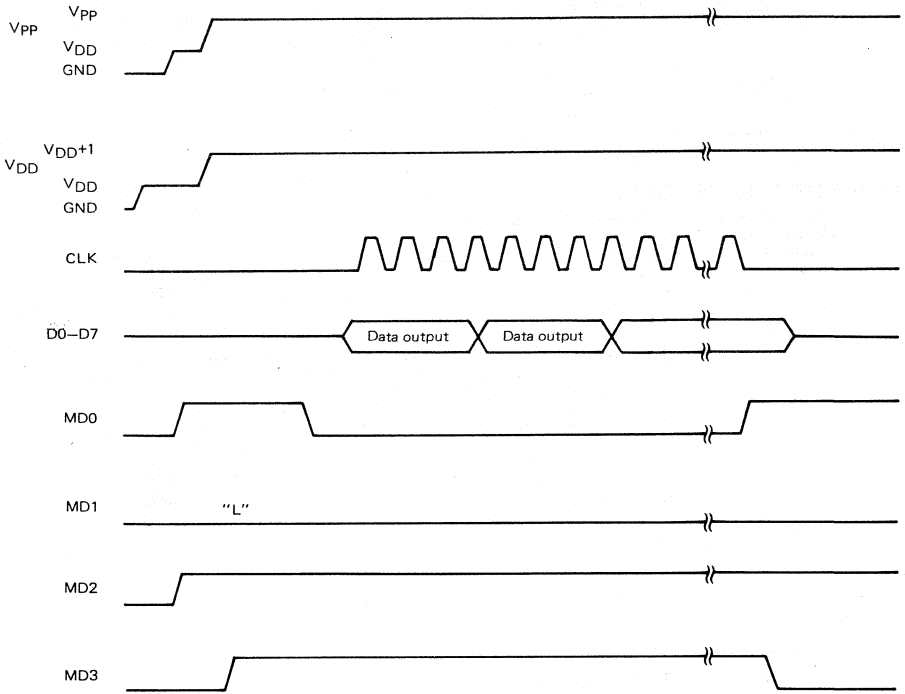 VPP
VPP
VDD
GND
VDD
VDD+1
VDD
GND
CLK
D0–D7
Data output
Data output
MD0
MD1
"L"
MD2
MD3